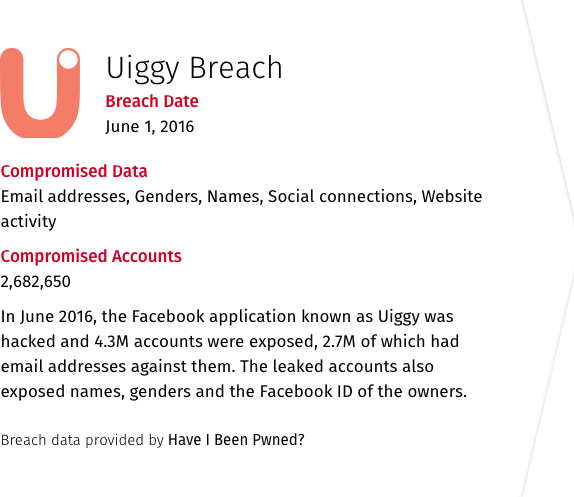 Uiggy Breach
Breach Date
June 1, 2016
Compromised Data
Email addresses, Genders, Names, Social connections, Website
activity
Compromised Accounts
2,682,650
In June 2016, the Facebook application known as Uiggy was
hacked and 4.3M accounts were exposed, 2.7M of which had
email addresses against them. The leaked accounts also
exposed names, genders and the Facebook ID of the owners.
Breach data provided by Have I Been Pwned?